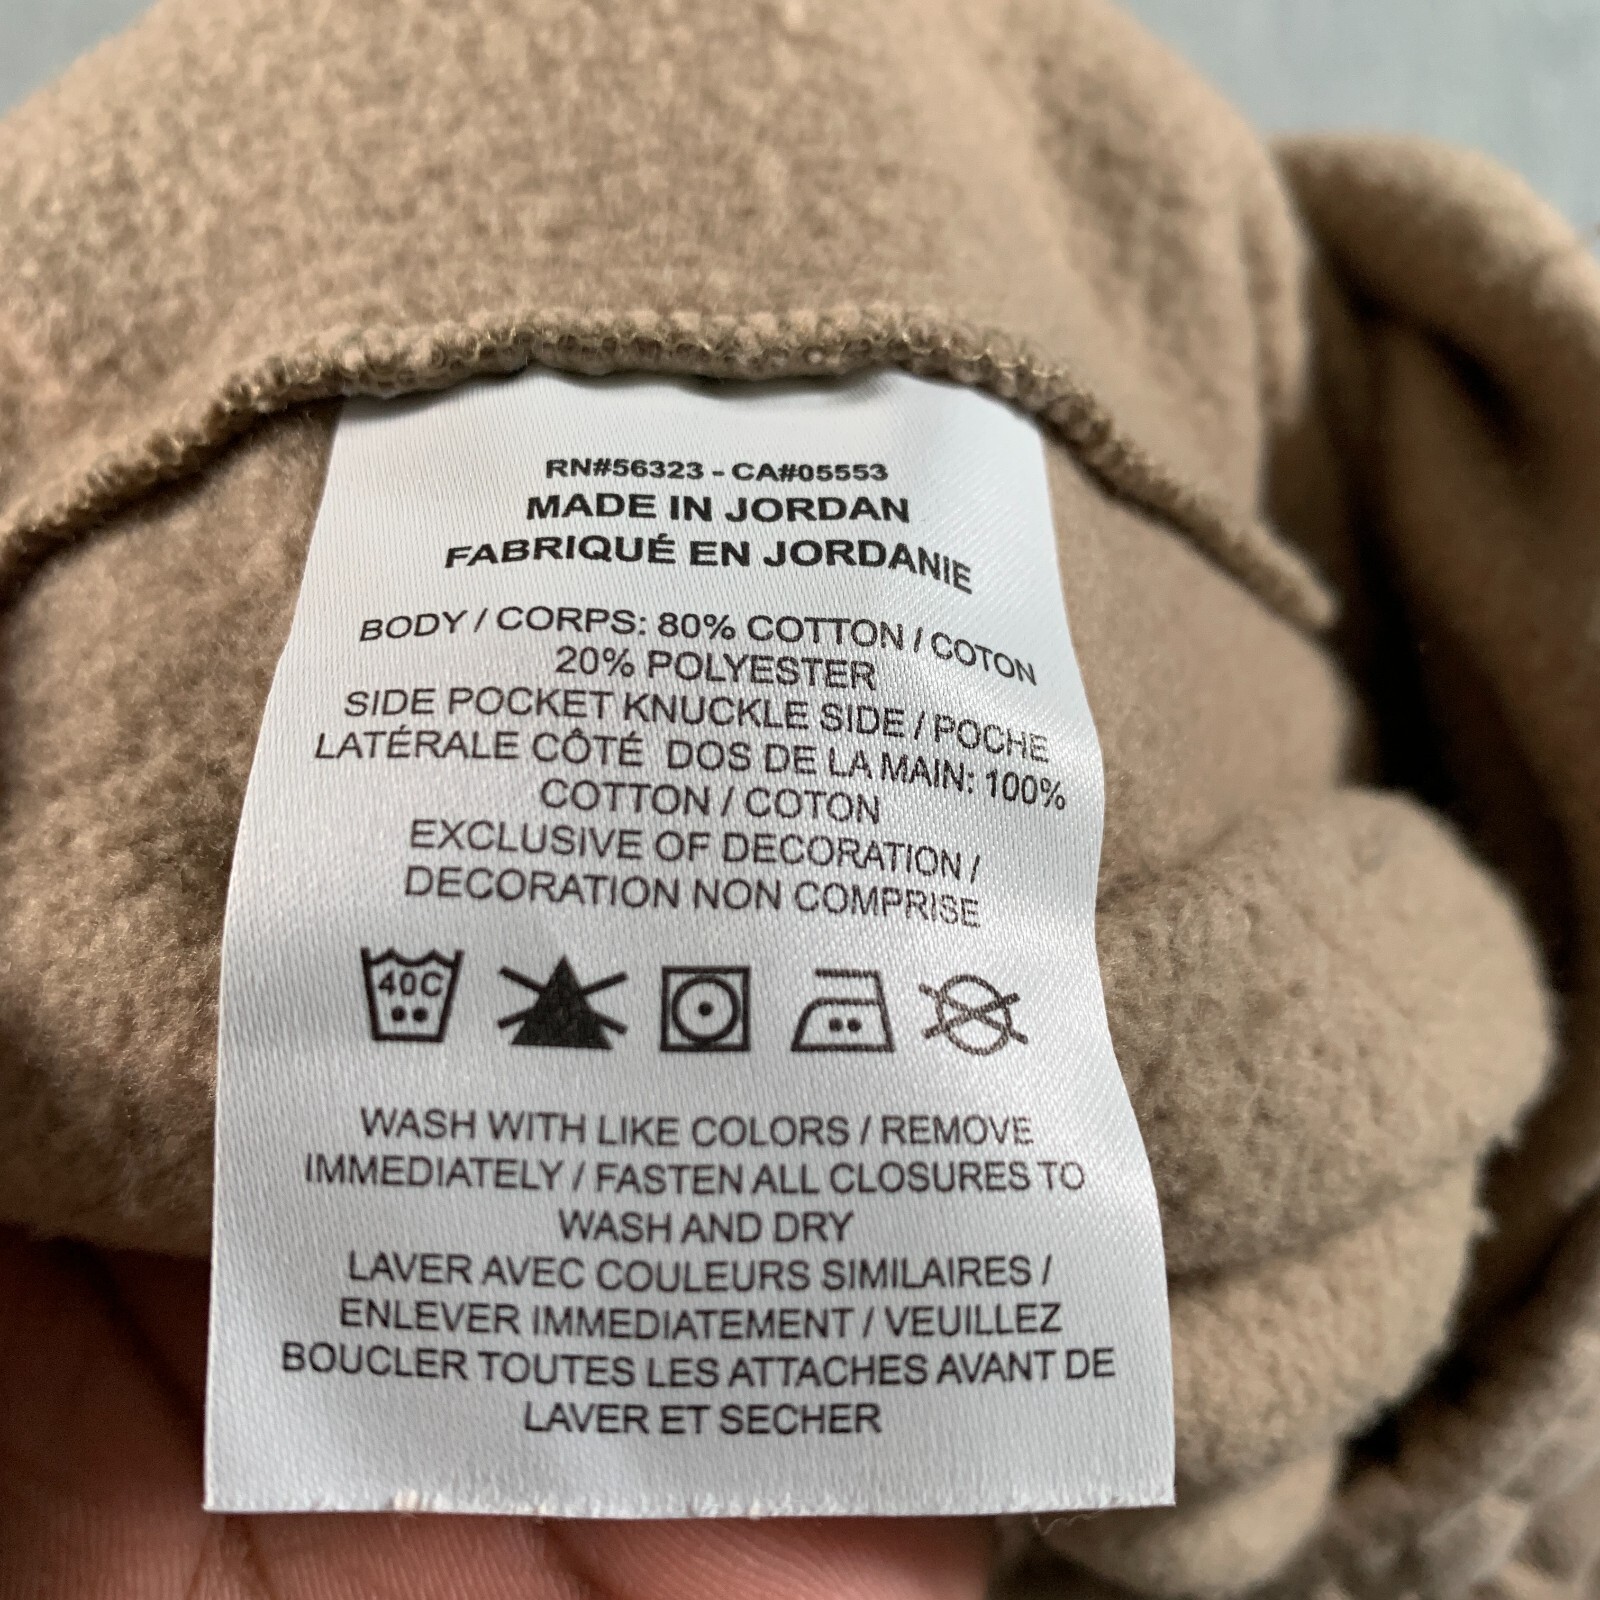 RN#56323 - CA#05553
MADE IN JORDAN
FABRIQUÉ EN JORDANIE
BODY / CORPS: 80% COTTON / COTON
20% POLYESTER
SIDE POCKET KNUCKLE SIDE / POCHE
LATÉRALE CÔTÉ DOS DE LA MAIN: 100%
COTTON / COTON
EXCLUSIVE OF DECORATION /
DECORATION NON COMPRISE
40C
WASH WITH LIKE COLORS / REMOVE
IMMEDIATELY / FASTEN ALL CLOSURES TO
WASH AND DRY
LAVER AVEC COULEURS SIMILAIRES /
ENLEVER IMMEDIATEMENT / VEUILLEZ
BOUCLER TOUTES LES ATTACHES AVANT DE
LAVER ET SECHER